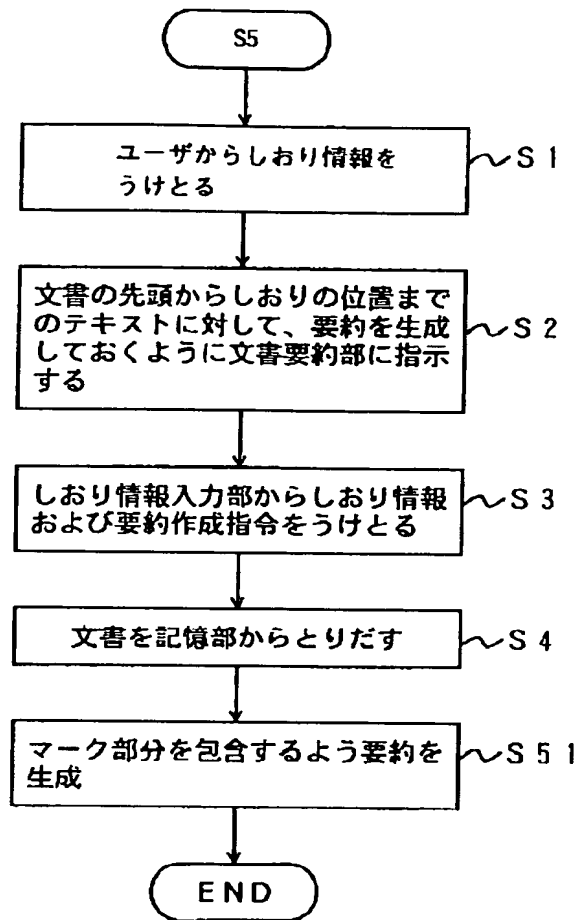 S5
ユーザからしおり情報を
うけとる
～S1
文書の先頭からしおりの位置まで
のテキストに対して、要約を生成
しておくように文書要約部に指示
する
～S2
しおり情報入力部からしおり情報
および要約作成指令をうけとる
～S3
文書を記憶部からとりだす
～S4
マーク部分を包含するよう要約を
生成
～S51
END